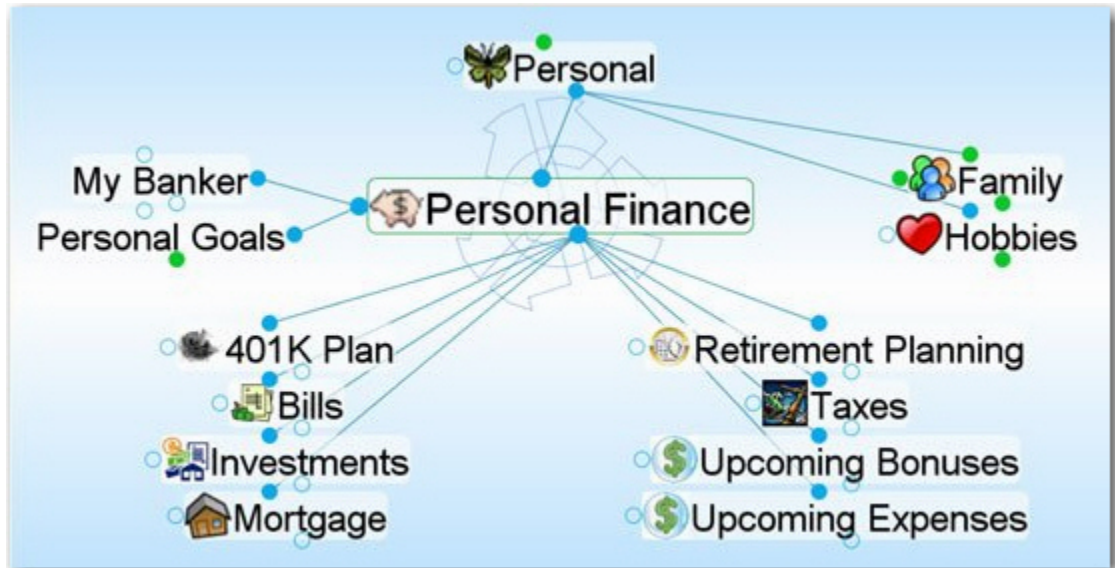 Personal
My Banker
Personal Goals
Personal Finance
Family
Hobbies
401K Plan
Bills
Investments
Mortgage
Retirement Planning
Taxes
Upcoming Bonuses
Upcoming Expenses